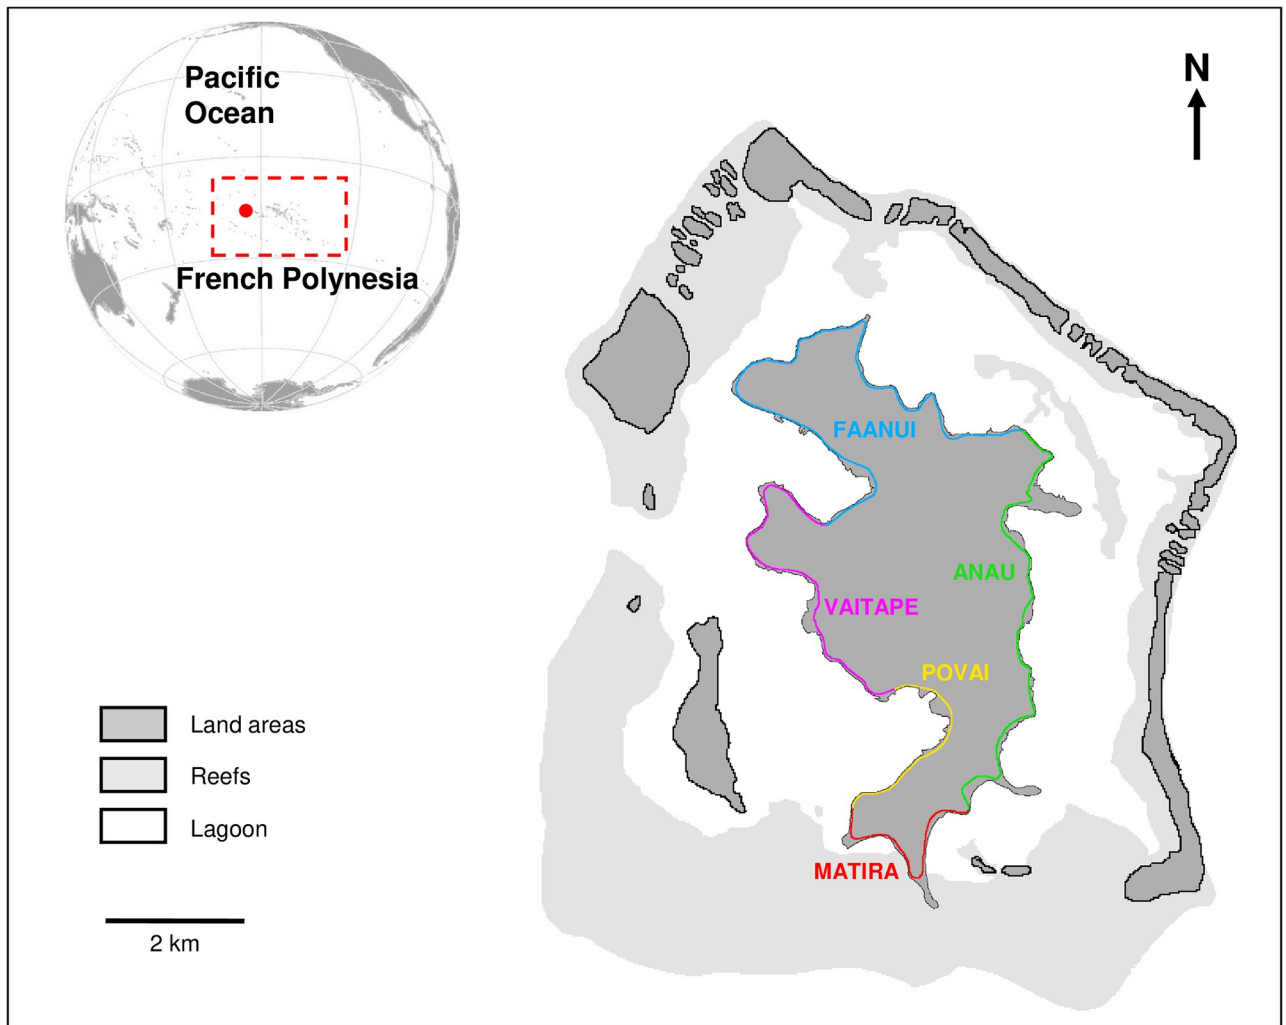 Pacific
Ocean
French Polynesia
N
FAANUI
ANAU
VAITAPE
POVAI
MATIRA
Land areas
Reefs
Lagoon
2 km